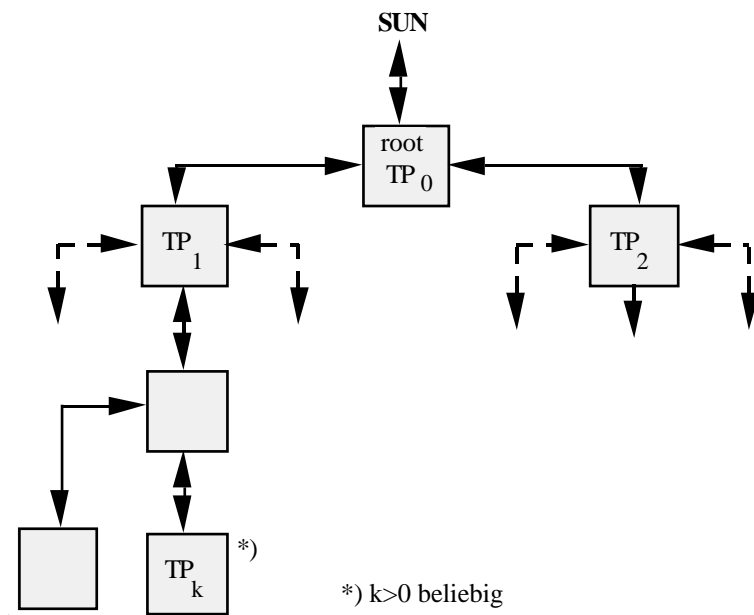 SUN
root
TP0
TP1
TP2
TPk
*)
*) k>0 beliebig